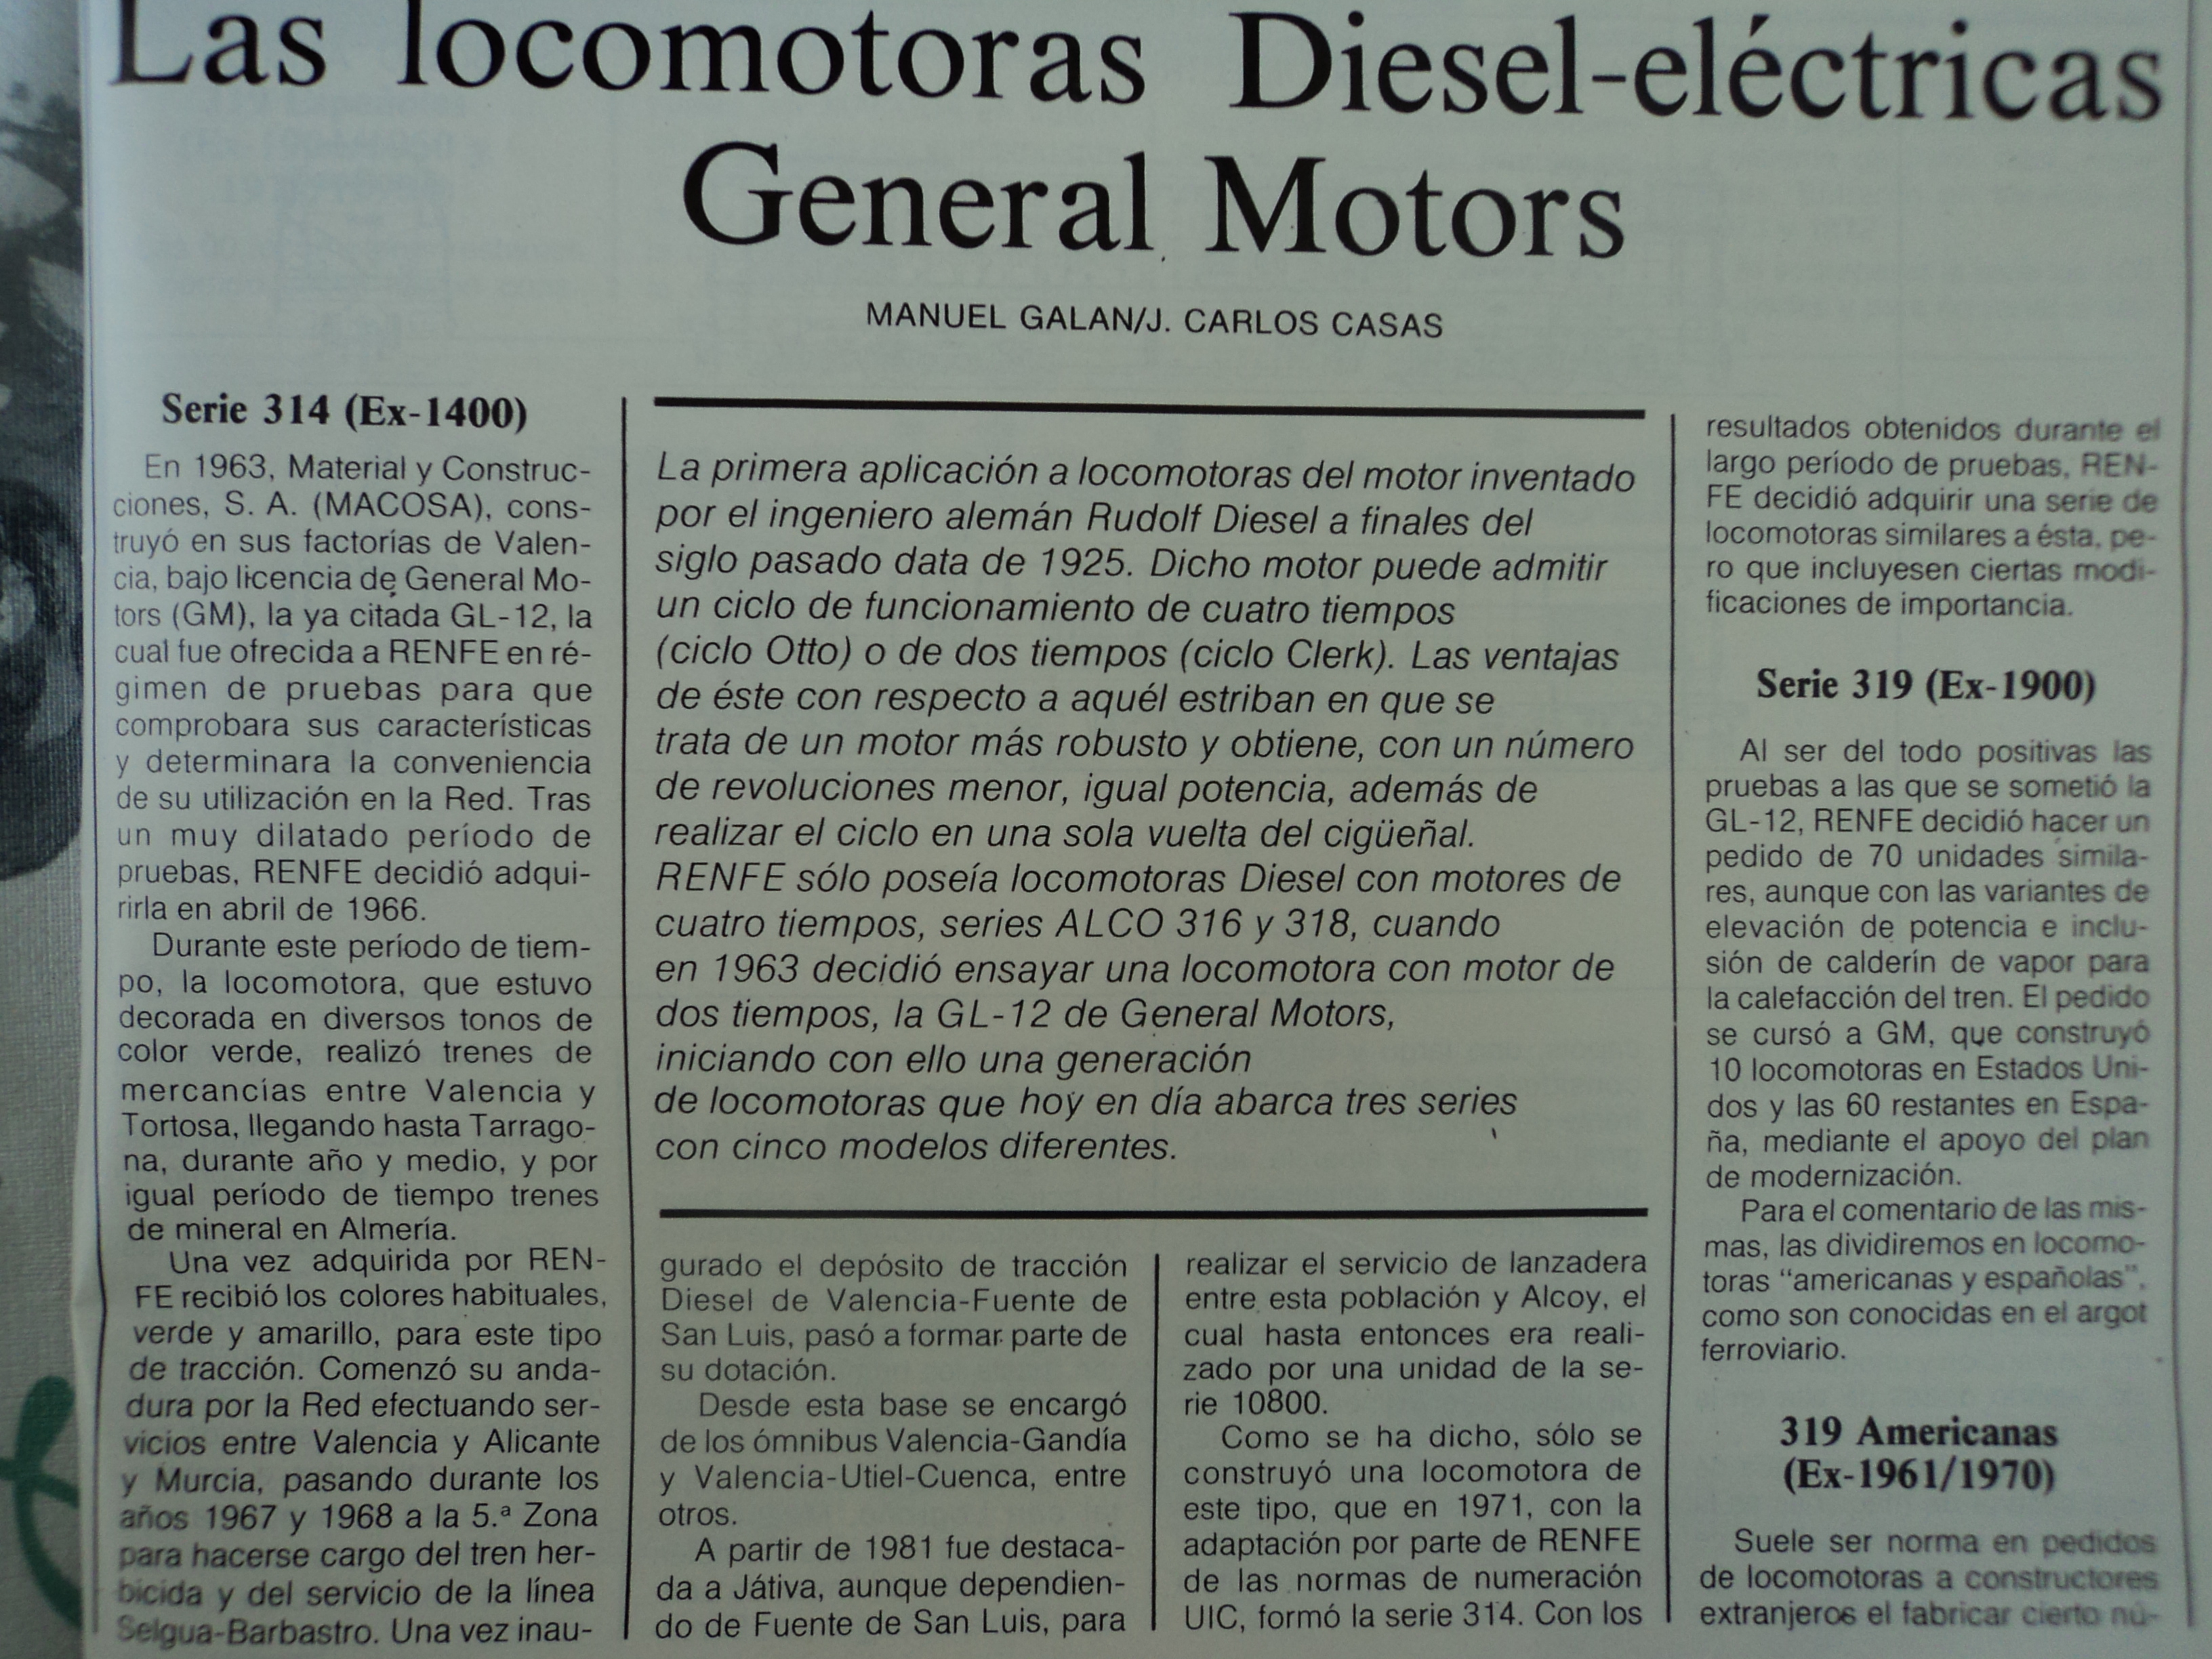 Las locomotoras Diesel-eléctricas
General Motors
MANUEL GALAN/J. CARLOS CASAS
Serie 314 (Ex-1400)
En 1963, Material y Construc-
ciones, S. A. (MACOSA), cons-
truyó en sus factorías de Valen-
cia, bajo licencia de General Mo-
tors (GM), la ya citada GL-12, la
cual fue ofrecida a RENFE en ré-
gimen de pruebas para que
comprobara sus características
y determinara la conveniencia
de su utilización en la Red. Tras
un muy dilatado período de
pruebas, RENFE decidió adqui-
rirla en abril de 1966.
Durante este período de tiem-
po, la locomotora, que estuvo
decorada en diversos tonos de
color verde, realizó trenes de
mercancías entre Valencia y
Tortosa, llegando hasta Tarrago-
na, durante año y medio, y por
igual período de tiempo trenes
de mineral en Almería.
Una vez adquirida por REN-
FE recibió los colores habituales,
verde y amarillo, para este tipo
de tracción. Comenzó su anda-
dura por la Red efectuando ser-
vicios entre Valencia y Alicante
y Murcia, pasando durante los
años 1967 y 1968 a la 5.ª Zona
para hacerse cargo del tren her-
bicida y del servicio de la línea
Selgua-Barbastro. Una vez inau-
La primera aplicación a locomotoras del motor inventado
por el ingeniero alemán Rudolf Diesel a finales del
siglo pasado data de 1925. Dicho motor puede admitir
un ciclo de funcionamiento de cuatro tiempos
(ciclo Otto) o de dos tiempos (ciclo Clerk). Las ventajas
de éste con respecto a aquél estriban en que se
trata de un motor más robusto y obtiene, con un número
de revoluciones menor, igual potencia, además de
realizar el ciclo en una sola vuelta del cigüeñal.
RENFE sólo poseía locomotoras Diesel con motores de
cuatro tiempos, series ALCO 316 y 318, cuando
en 1963 decidió ensayar una locomotora con motor de
dos tiempos, la GL-12 de General Motors,
iniciando con ello una generación
de locomotoras que hoy en día abarca tres series
con cinco modelos diferentes.
gurado el depósito de tracción
Diesel de Valencia-Fuente de
San Luis, pasó a formar parte de
su dotación.
Desde esta base se encargó
de los ómnibus Valencia-Gandía
y Valencia-Utiel-Cuenca, entre
otros.
A partir de 1981 fue destaca-
da a Játiva, aunque dependien-
do de Fuente de San Luis, para
realizar el servicio de lanzadera
entre esta población y Alcoy, el
cual hasta entonces era reali-
zado por una unidad de la se-
rie 10800.
Como se ha dicho, sólo se
construyó una locomotora de
este tipo, que en 1971, con la
adaptación por parte de RENFE
de las normas de numeración
UIC, formó la serie 314. Con los
resultados obtenidos durante el
largo período de pruebas, REN-
FE decidió adquirir una serie de
locomotoras similares a ésta, pe-
ro que incluyesen ciertas modi-
ficaciones de importancia.
Serie 319 (Ex-1900)
Al ser del todo positivas las
pruebas a las que se sometió la
GL-12, RENFE decidió hacer un
pedido de 70 unidades simila-
res, aunque con las variantes de
elevación de potencia e inclu-
sión de calderín de vapor para
la calefacción del tren. El pedido
se cursó a GM, que construyó
10 locomotoras en Estados Uni-
dos y las 60 restantes en Espa-
ña, mediante el apoyo del plan
de modernización.
Para el comentario de las mis-
mas, las dividiremos en locomo-
toras "americanas y españolas",
como son conocidas en el argot
ferroviario.
319 Americanas
(Ex-1961/1970)
Suele ser norma en pedidos
de locomotoras a constructores
extranjeros el fabricar cierto nú-